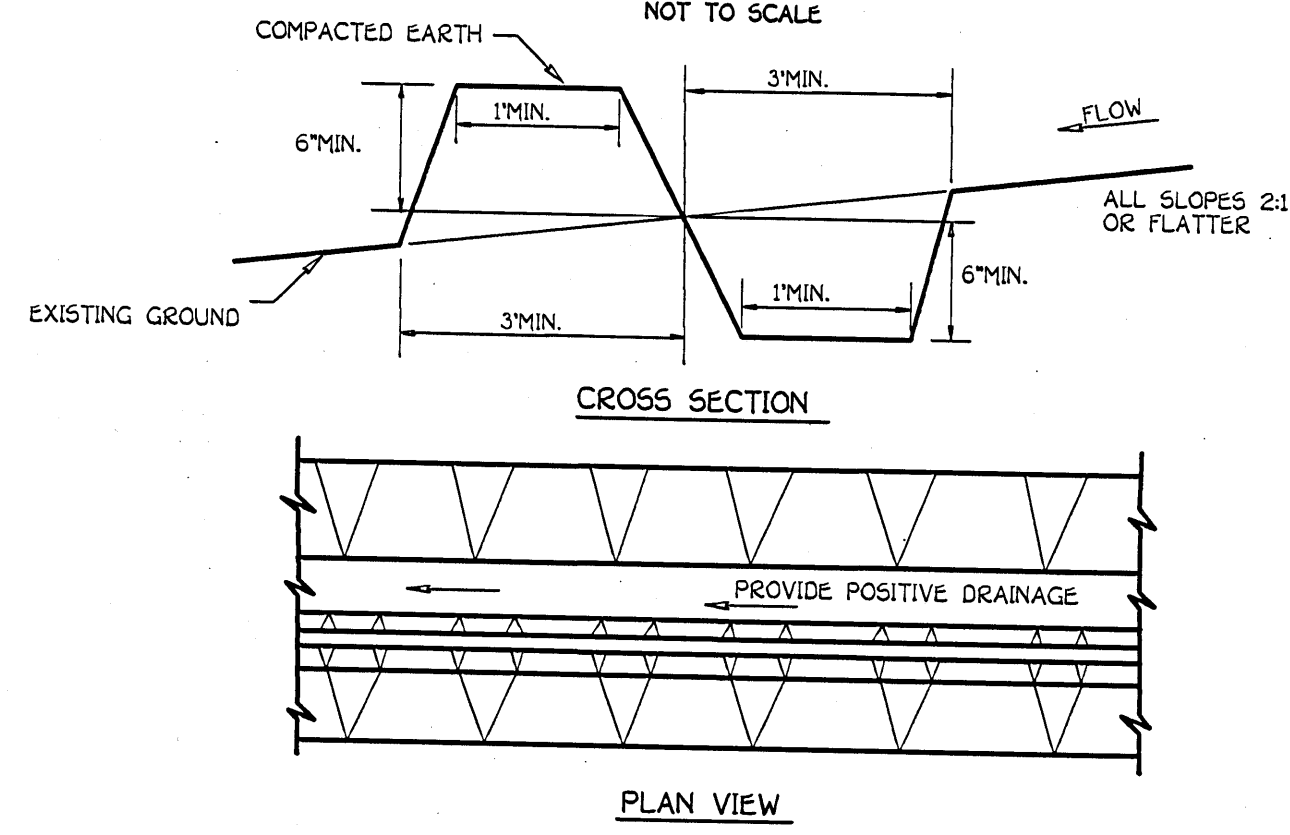 NOT TO SCALE
COMPACTED EARTH
3'MIN.
1'MIN.
FLOW
6"MIN.
ALL SLOPES 2:1
OR FLATTER
6"MIN.
1'MIN.
EXISTING GROUND
3'MIN.
CROSS SECTION
PROVIDE POSITIVE DRAINAGE
PLAN VIEW